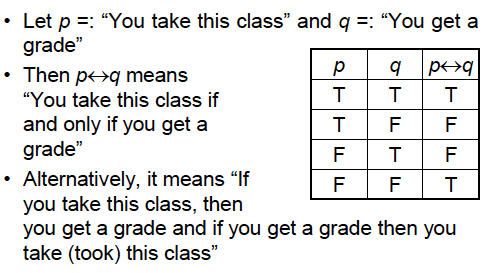 • Let p =: “You take this class” and q =: “You get a
grade”
• Then p↔q means
“You take this class if
and only if you get a
grade”
• Alternatively, it means “If
you take this class, then
you get a grade and if you get a grade then you
take (took) this class”
p q p↔q
T T T
T F F
F T F
F F T